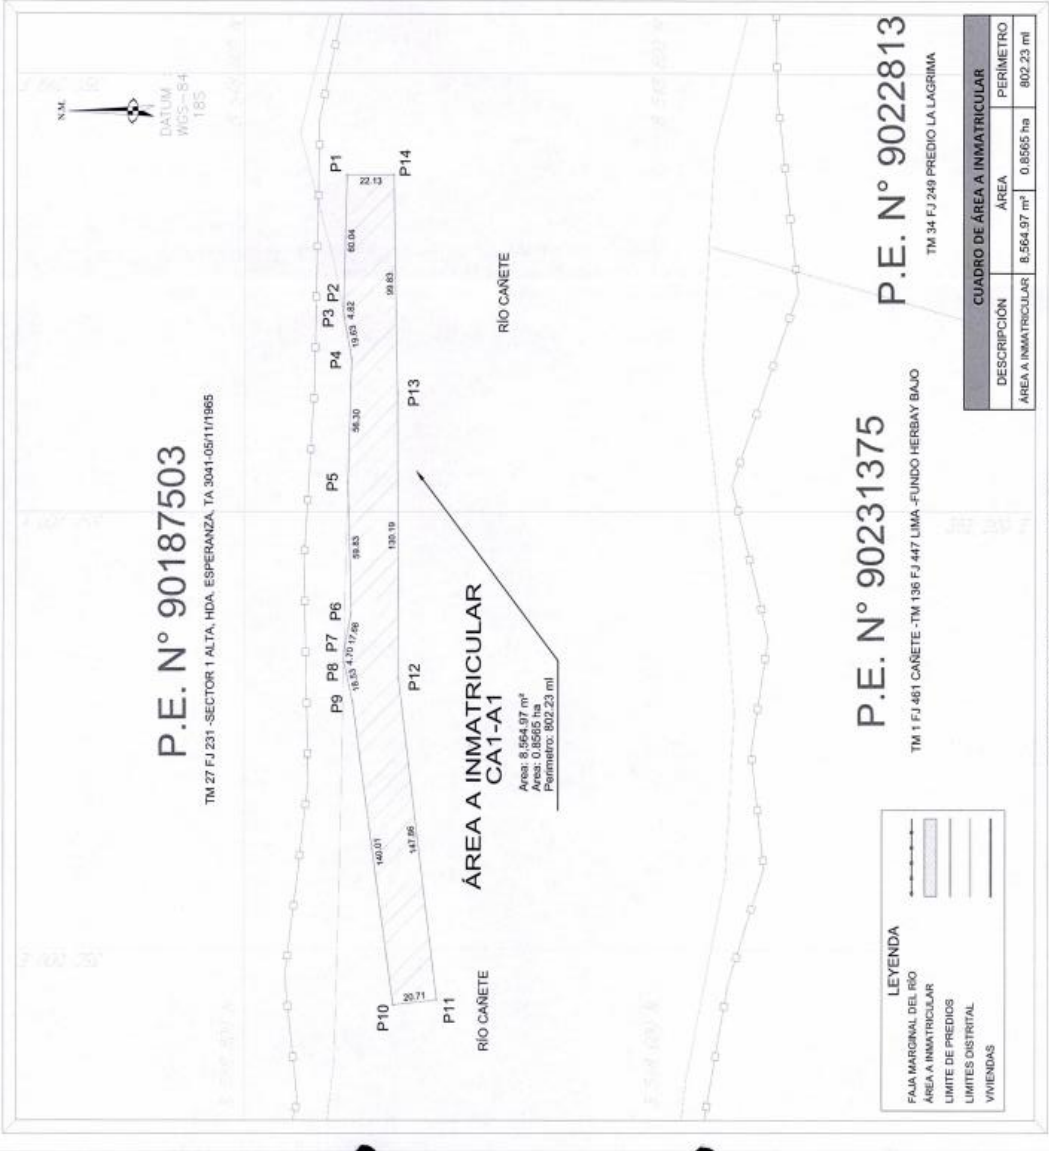 N.M.
DATUM :
WGS-84
18S
P.E. N° 90187503
TM 27 FJ 231 -SECTOR 1 ALTA, HDA. ESPERANZA, TA 3041-05/11/1965
P10
P9
P8
P7
P6
P5
P4
P3
P2
P1
140.01
18.53
4.70
17.66
59.83
56.30
19.63
4.82
60.04
22.13
20.71
147.86
130.19
99.83
P11
P12
P13
P14
RÍO CAÑETE
RÍO CAÑETE
ÁREA A INMATRICULAR
CA1-A1
Area: 8,564.97 m²
Area: 0.8565 ha
Perimetro: 802.23 ml
P.E. N° 90231375
TM 1 FJ 461 CAÑETE -TM 136 FJ 447 LIMA -FUNDO HERBAY BAJO
P.E. N° 90228813
TM 34 FJ 249 PREDIO LA LAGRIMA
LEYENDA
FAJA MARGINAL DEL RÍO
ÁREA A INMATRICULAR
LIMITE DE PREDIOS
LIMITES DISTRITAL
VIVIENDAS
CUADRO DE ÁREA A INMATRICULAR
DESCRIPCIÓN ÁREA PERÍMETRO
ÁREA A INMATRICULAR 8,564.97 m² 0.8565 ha 802.23 ml